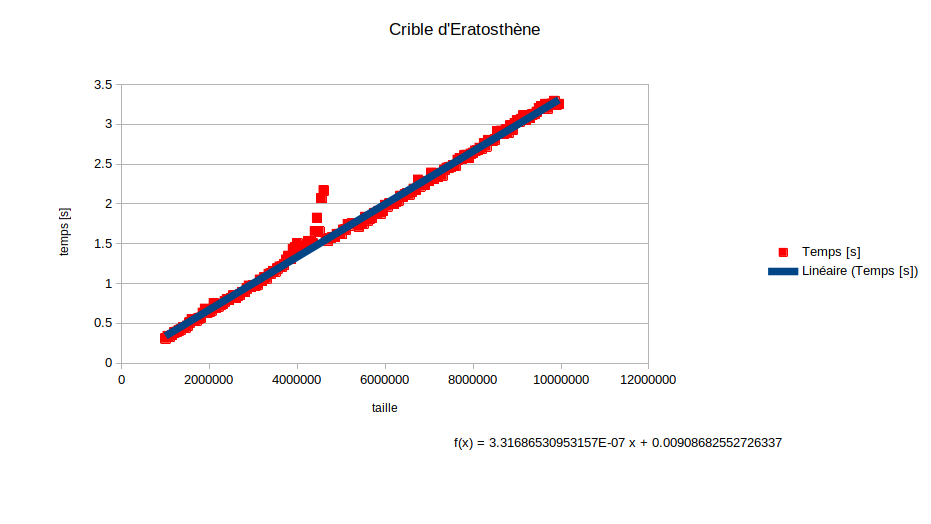 Crible d'Eratosthène
3.5
3
2.5
2
1.5
1
0.5
0
temps [s]
0 2000000 4000000 6000000 8000000 10000000 12000000
taille
Temps [s]
Linéaire (Temps [s])
f(x) = 3.31686530953157E-07 x + 0.00908682552726337